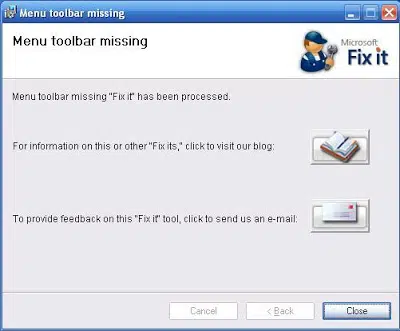 Menu toolbar missing
Menu toolbar missing
Microsoft
Fix it
Menu toolbar missing "Fix it" has been processed.
For information on this or other "Fix its," click to visit our blog:
To provide feedback on this "Fix it" tool, click to send us an e-mail:
Cancel
< Back
Close